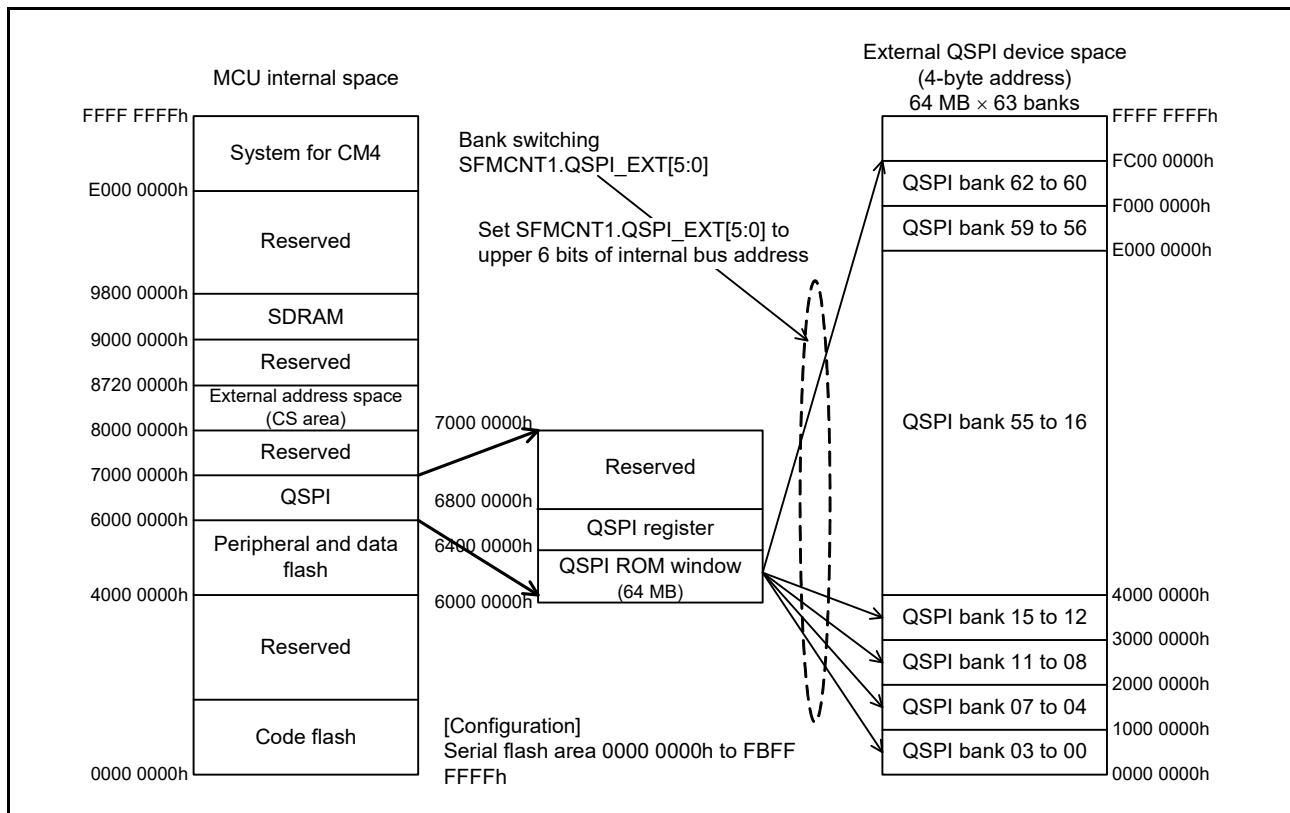 MCU internal space
FFFF FFFFh
System for CM4
E000 0000h
Reserved
9800 0000h
SDRAM
9000 0000h
Reserved
8720 0000h
External address space
(CS area)
8000 0000h
Reserved
7000 0000h
QSPI
6000 0000h
Peripheral and data
flash
4000 0000h
Reserved
Code flash
0000 0000h
Bank switching
SFMCNT1.QSPI_EXT[5:0]
Set SFMCNT1.QSPI_EXT[5:0] to
upper 6 bits of internal bus address
7000 0000h
Reserved
6800 0000h
QSPI register
6400 0000h
QSPI ROM window
(64 MB)
6000 0000h
[Configuration]
Serial flash area 0000 0000h to FBFF
FFFFh
External QSPI device space
(4-byte address)
64 MB × 63 banks
FFFF FFFFh
FC00 0000h
QSPI bank 62 to 60
F000 0000h
QSPI bank 59 to 56
E000 0000h
QSPI bank 55 to 16
4000 0000h
QSPI bank 15 to 12
3000 0000h
QSPI bank 11 to 08
2000 0000h
QSPI bank 07 to 04
1000 0000h
QSPI bank 03 to 00
0000 0000h